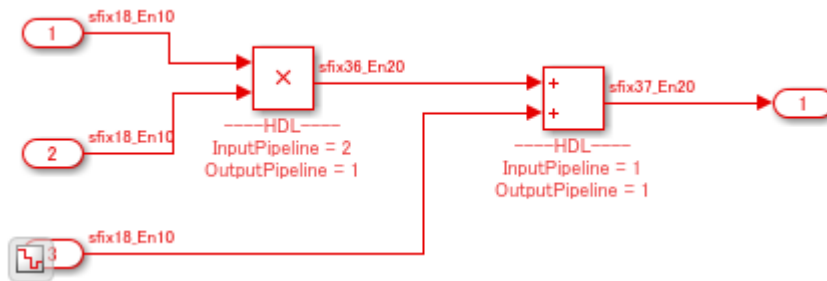 sfix18_En10
1
×
sfix36_En20
+
+
sfix37_En20
1
sfix18_En10
2
----HDL----
InputPipeline = 2
OutputPipeline = 1
----HDL----
InputPipeline = 1
OutputPipeline = 1
sfix18_En10
3